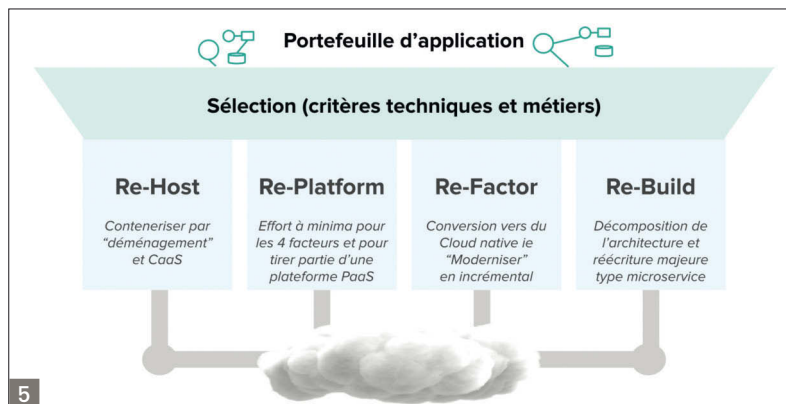 Portefeuille d’application
Sélection (critères techniques et métiers)
Re-Host
Conteneriser par
“déménagement”
et CaaS
Re-Platform
Effort à minima pour
les 4 facteurs et pour
tirer partie d’une
plateforme PaaS
Re-Factor
Conversion vers du
Cloud native ie
“Moderniser”
en incrémental
Re-Build
Décomposition de
l’architecture et
réécriture majeure
type microservice
5